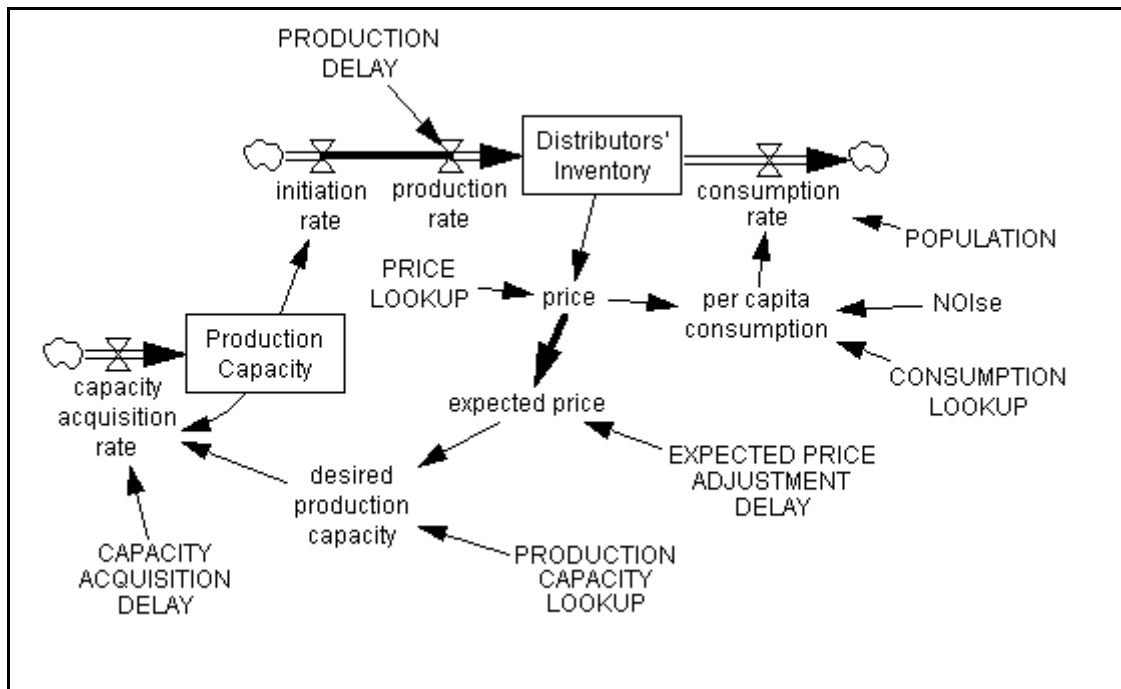 PRODUCTION
DELAY
Distributors'
Inventory
initiation
rate
production
rate
consumption
rate
POPULATION
PRICE
LOOKUP
price
per capita
consumption
NOIse
Production
Capacity
capacity
acquisition
rate
CONSUMPTION
LOOKUP
expected price
EXPECTED PRICE
ADJUSTMENT
DELAY
desired
production
capacity
CAPACITY
ACQUISITION
DELAY
PRODUCTION
CAPACITY
LOOKUP